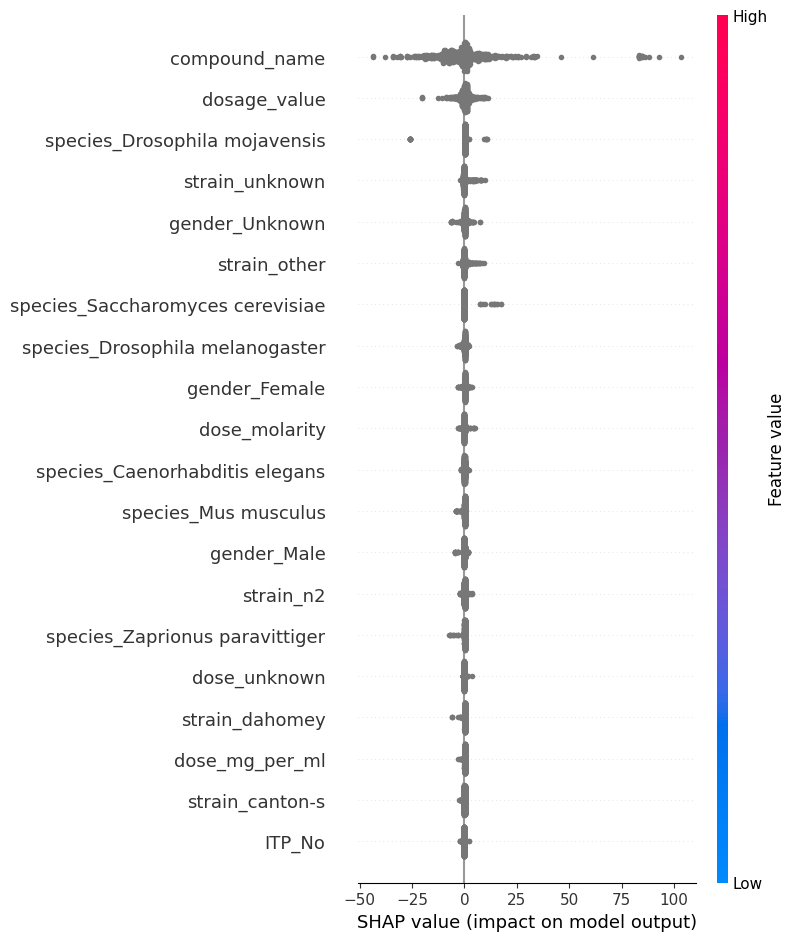 High
compound_name
dosage_value
species_Drosophila mojavensis
strain_unknown
gender_Unknown
strain_other
species_Saccharomyces cerevisiae
species_Drosophila melanogaster
gender_Female
dose_molarity
species_Caenorhabditis elegans
species_Mus musculus
gender_Male
strain_n2
species_Zaprionus paravittiger
dose_unknown
strain_dahomey
dose_mg_per_ml
strain_canton-s
ITP_No
Feature value
Low
−50 −25 0 25 50 75 100
SHAP value (impact on model output)